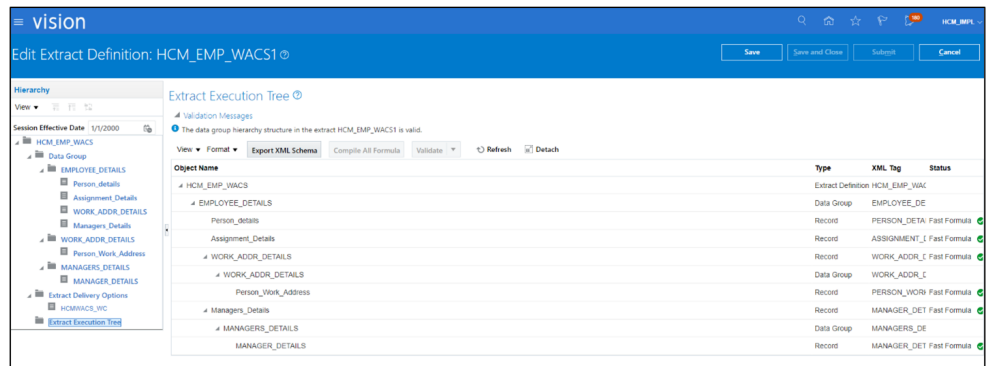 vision
180
HCM_IMPL
Edit Extract Definition: HCM_EMP_WACS1
Save
Save and Close
Submit
Cancel
Hierarchy
View
Session Effective Date 1/1/2000
HCM_EMP_WACS
Data Group
EMPLOYEE_DETAILS
Person_details
Assignment_Details
WORK_ADDR_DETAILS
Managers_Details
WORK_ADDR_DETAILS
Person_Work_Address
MANAGERS_DETAILS
MANAGER_DETAILS
Extract Delivery Options
HCMWACS_WC
Extract Execution Tree
Extract Execution Tree
Validation Messages
The data group hierarchy structure in the extract HCM_EMP_WACS1 is valid.
View Format Export XML Schema Compile All Formula Validate Refresh Detach
Object Name Type XML Tag Status
HCM_EMP_WACS Extract Definition HCM_EMP_WAC
EMPLOYEE_DETAILS Data Group EMPLOYEE_DE
Person_details Record PERSON_DETA Fast Formula
Assignment_Details Record ASSIGNMENT_D Fast Formula
WORK_ADDR_DETAILS Record WORK_ADDR_D Fast Formula
WORK_ADDR_DETAILS Data Group WORK_ADDR_D
Person_Work_Address Record PERSON_WORK Fast Formula
Managers_Details Record MANAGER_DET Fast Formula
MANAGERS_DETAILS Data Group MANAGERS_DE
MANAGER_DETAILS Record MANAGER_DET Fast Formula